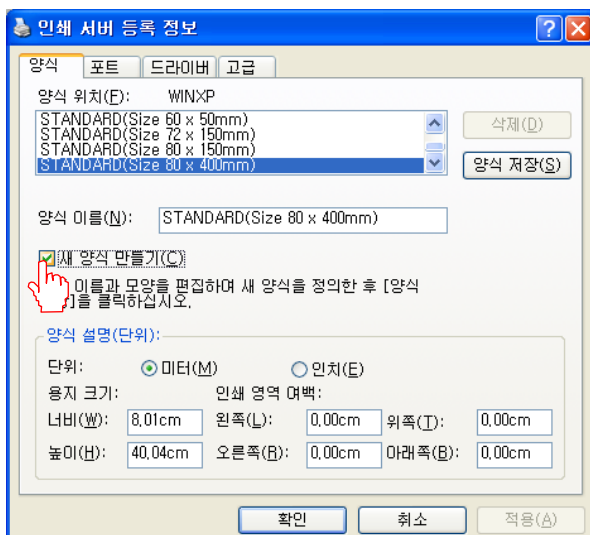 인쇄 서버 등록 정보
양식 포트 드라이버 고급
양식 위치(F): WINXP
STANDARD(Size 60 x 50mm)
STANDARD(Size 72 x 150mm)
STANDARD(Size 80 x 150mm)
STANDARD(Size 80 x 400mm)
삭제(D)
양식 저장(S)
양식 이름(N): STANDARD(Size 80 x 400mm)
새 양식 만들기(C)
이름과 모양을 편집하여 새 양식을 정의한 후 [양식
]을 클릭하십시오.
양식 설명(단위):
단위: 미터(M) 인치(E)
용지 크기: 인쇄 영역 여백:
너비(W): 8,01cm 왼쪽(L): 0,00cm 위쪽(T): 0,00cm
높이(H): 40,04cm 오른쪽(R): 0,00cm 아래쪽(B): 0,00cm
확인 취소 적용(A)